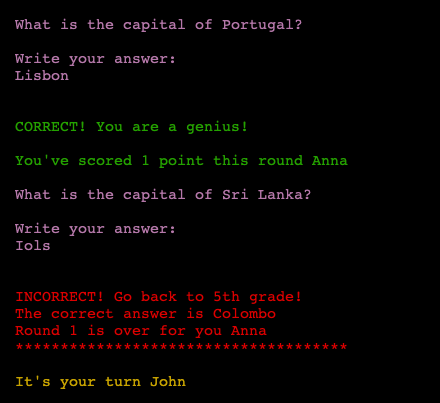 What is the capital of Portugal?
Write your answer:
Lisbon
CORRECT! You are a genius!
You've scored 1 point this round Anna
What is the capital of Sri Lanka?
Write your answer:
Iols
INCORRECT! Go back to 5th grade!
The correct answer is Colombo
Round 1 is over for you Anna
*************************************
It's your turn John